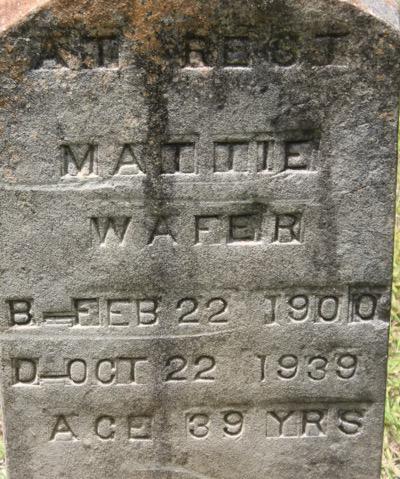 AT REST
MATTIE
WAFER
B.-FEB 22 1900
D-OCT 22 1939
AGE 39 YRS